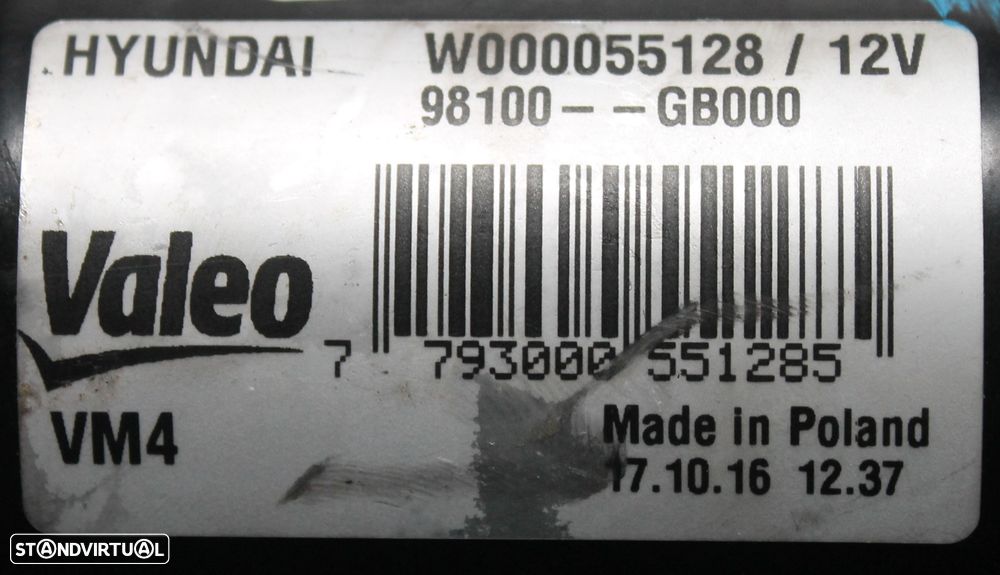 HYUNDAI
W000055128 / 12V
98100- -GB000
Valeo
7 793000 551285
VM4
Made in Poland
17.10.16 12.37
STANDVIRTUAL